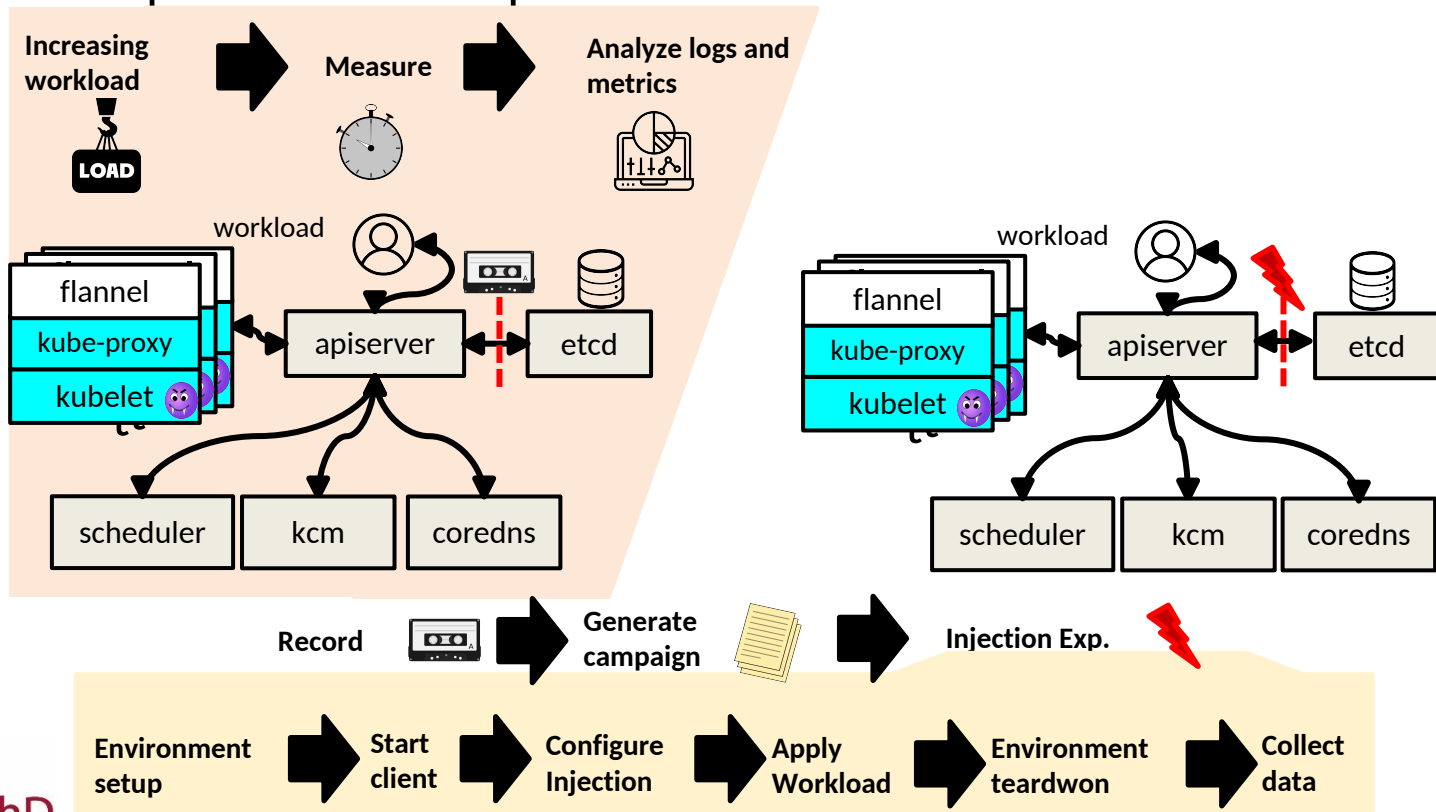 Increasing
workload
Measure
Analyze logs and
metrics
LOAD
workload
flannel
kube-proxy
kubelet
apiserver
A
etcd
scheduler
kcm
coredns
workload
flannel
kube-proxy
kubelet
apiserver
etcd
scheduler
kcm
coredns
Record
A
Generate
campaign
Injection Exp.
Environment
setup
Start
client
Configure
Injection
Apply
Workload
Environment
teardwon
Collect
data